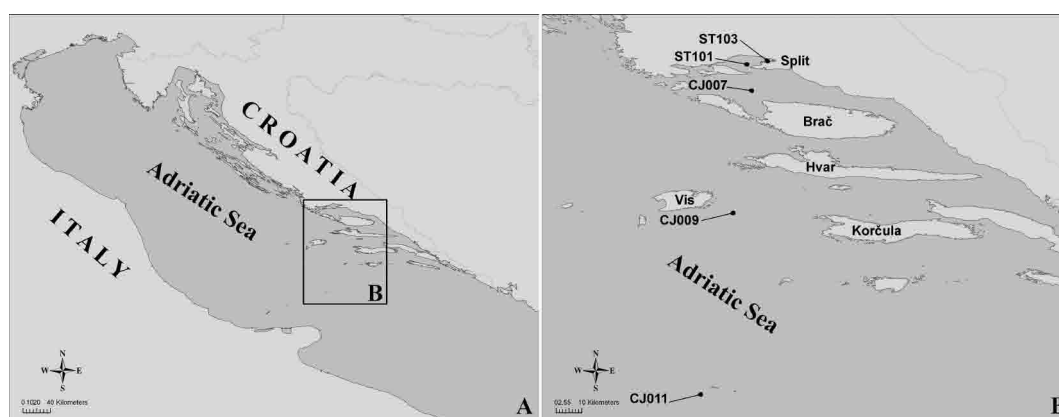 CROATIA
Adriatic Sea
ITALY
B
N
W E
S
0 10 20 40 Kilometers
A
ST103
ST101
Split
CJ007
Brač
Hvar
Vis
CJ009
Korčula
Adriatic Sea
N
W E
S
0 2.5 5 10 Kilometers
CJ011